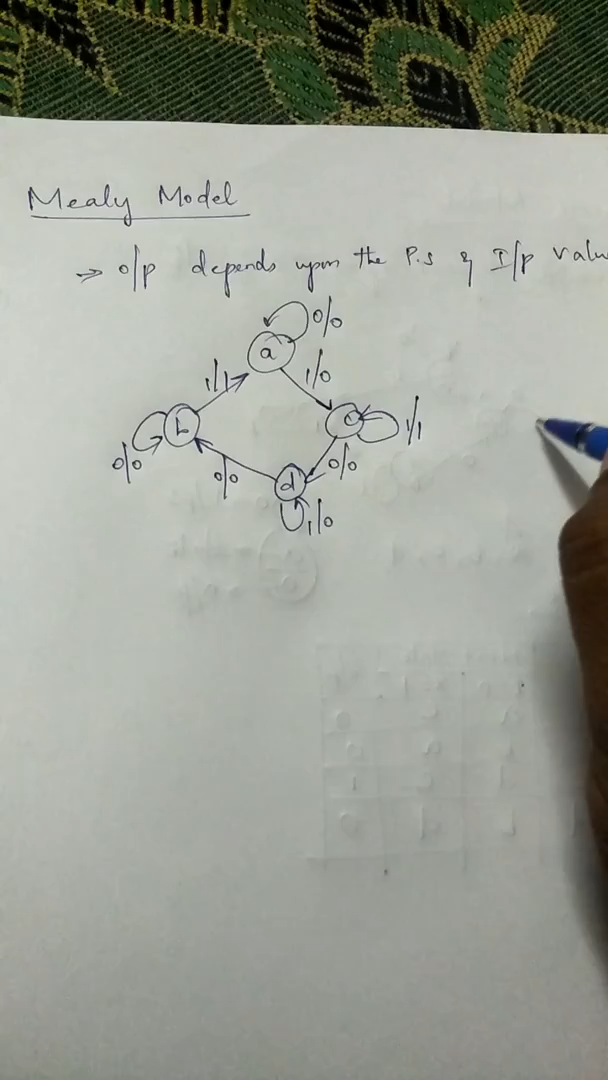 Mealy Model
→ o/p depends upon the P.S & I/p valu
0/0
a
1/1 1/0
b c 1/1
0/0 0/0 0/0
d
1/0